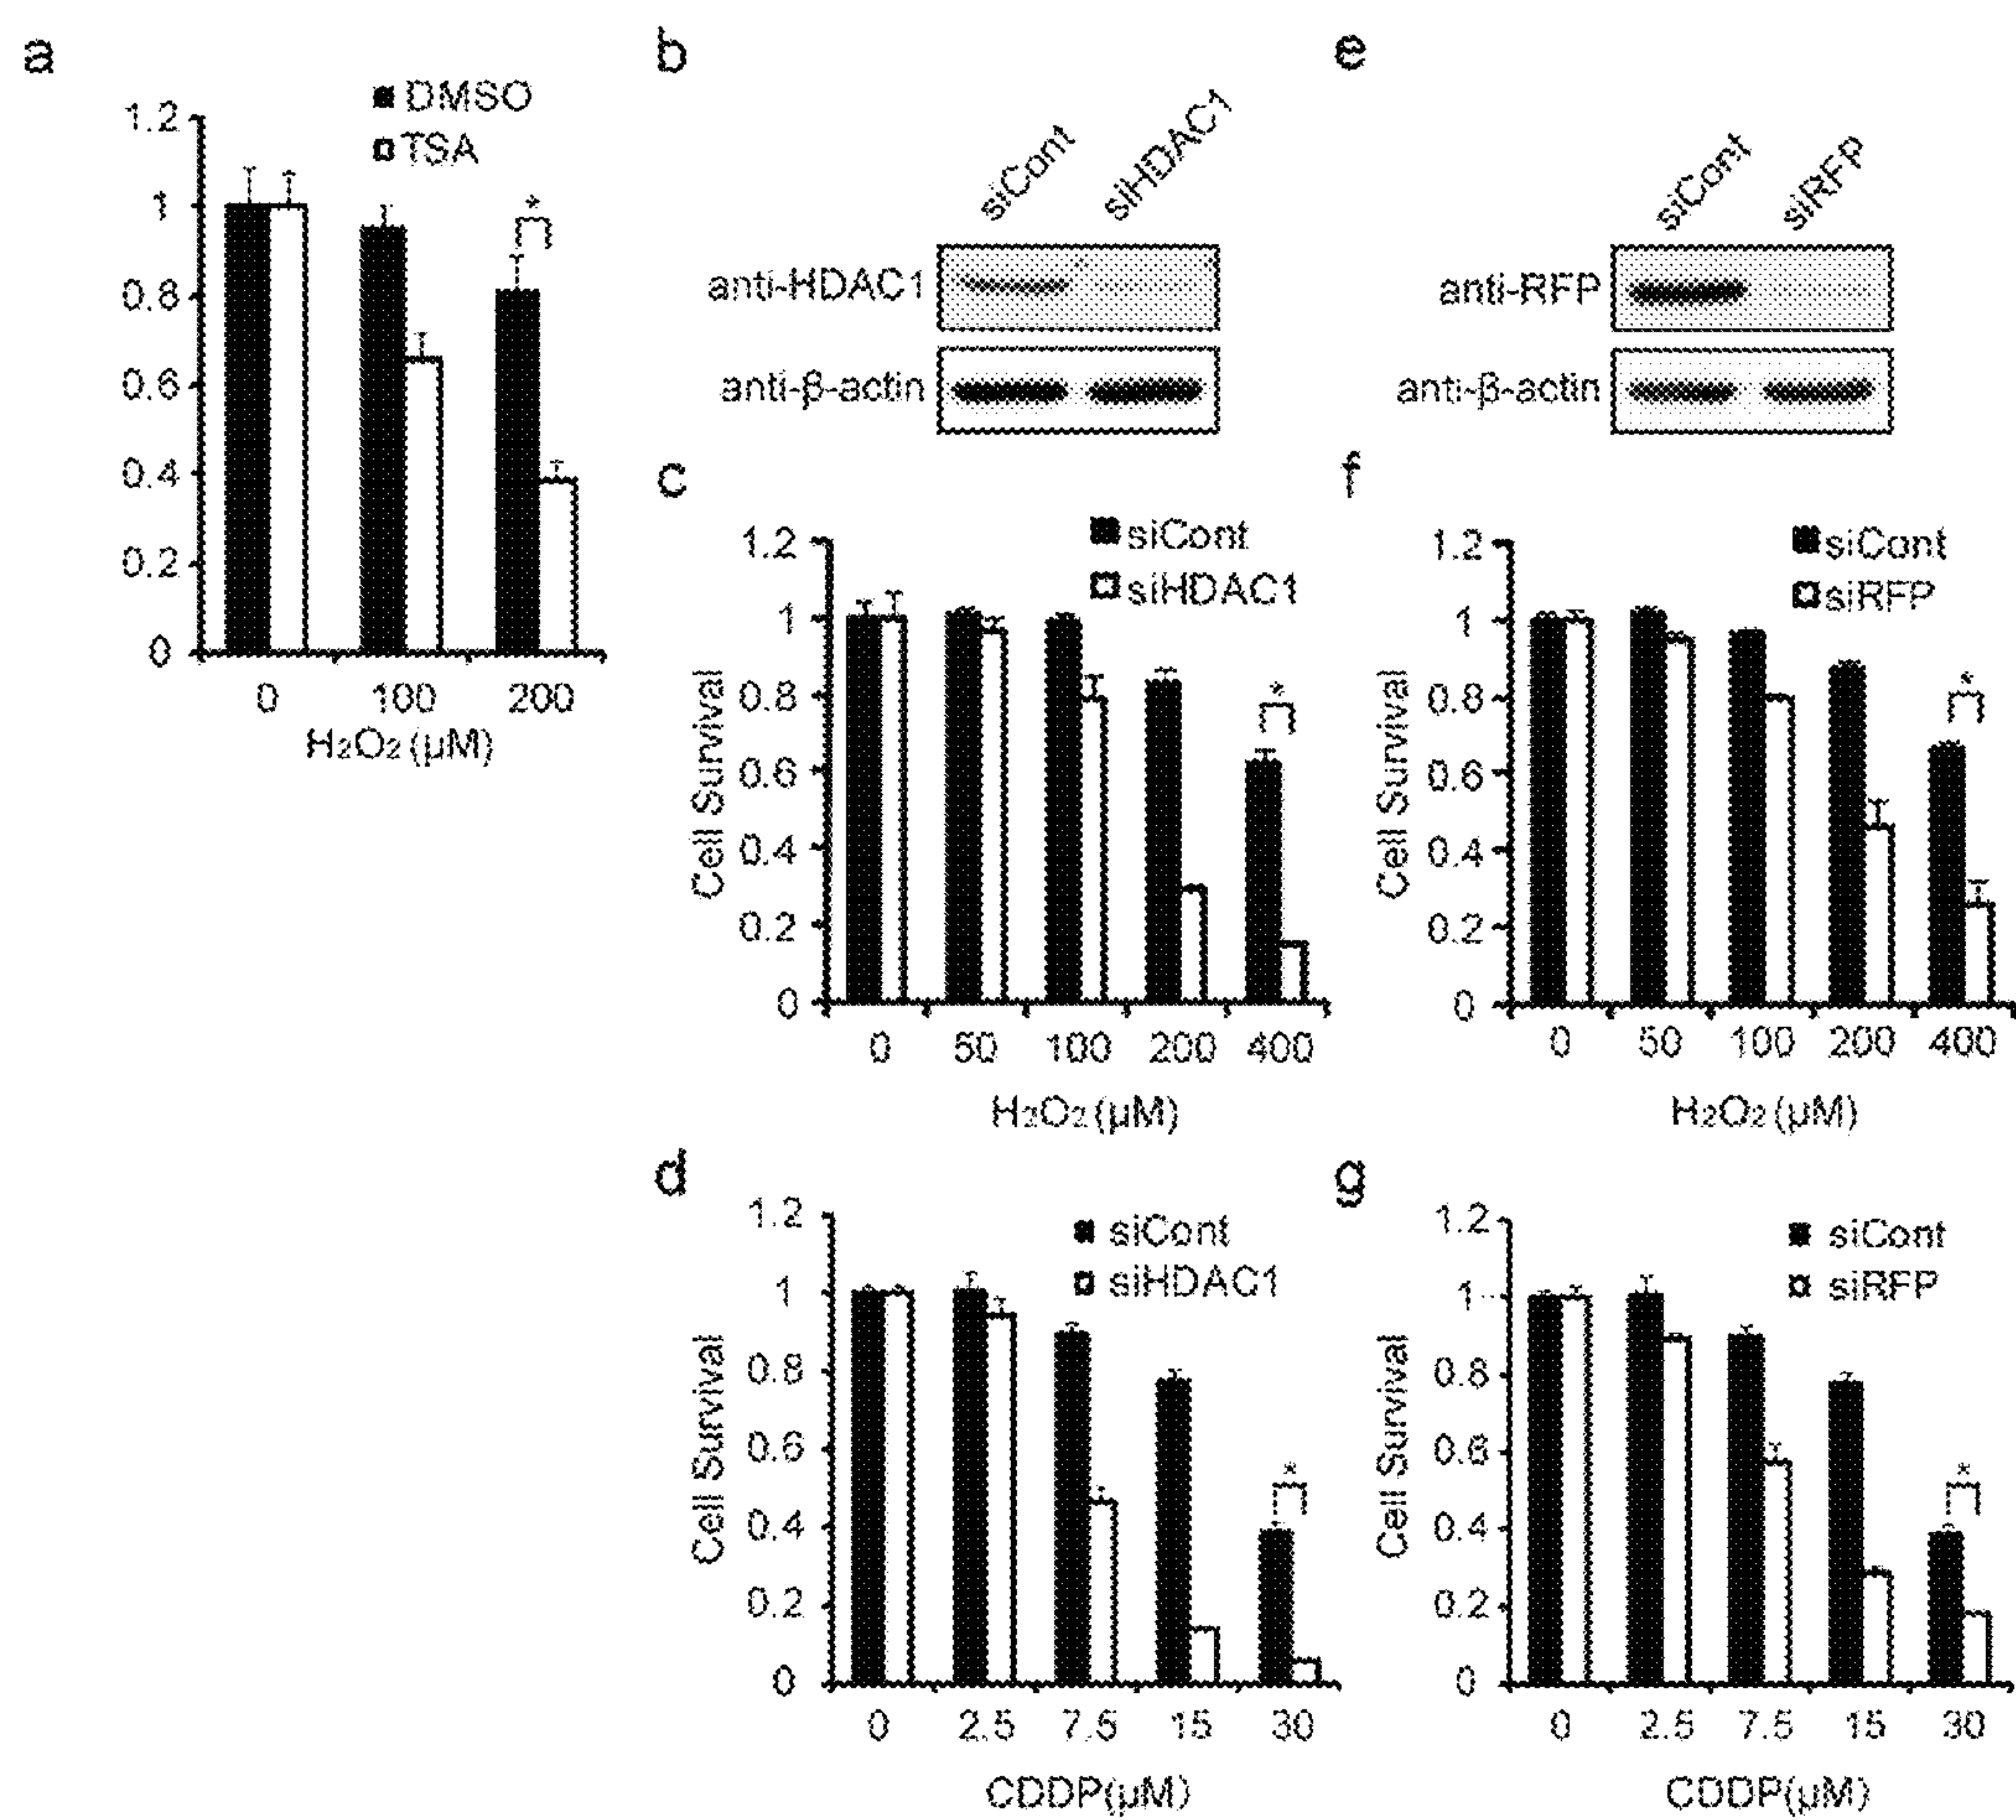 a
DMSO
TSA
1.2
1
0.8
0.6
0.4
0.2
0
0 100 200
H₂O₂ (µM)
*
b
siCont siHDAC1
anti-HDAC1
anti-β-actin
c
siCont
siHDAC1
Cell Survival
1.2
1
0.8
0.6
0.4
0.2
0
0 50 100 200 400
H₂O₂ (µM)
*
d
siCont
siHDAC1
Cell Survival
1.2
1
0.8
0.6
0.4
0.2
0
0 2.5 7.5 15 30
CDDP(µM)
*
e
siCont siRFP
anti-RFP
anti-β-actin
f
siCont
siRFP
Cell Survival
1.2
1
0.8
0.6
0.4
0.2
0
0 50 100 200 400
H₂O₂ (µM)
*
g
siCont
siRFP
Cell Survival
1.2
1
0.8
0.6
0.4
0.2
0
0 2.5 7.5 15 30
CDDP(µM)
*